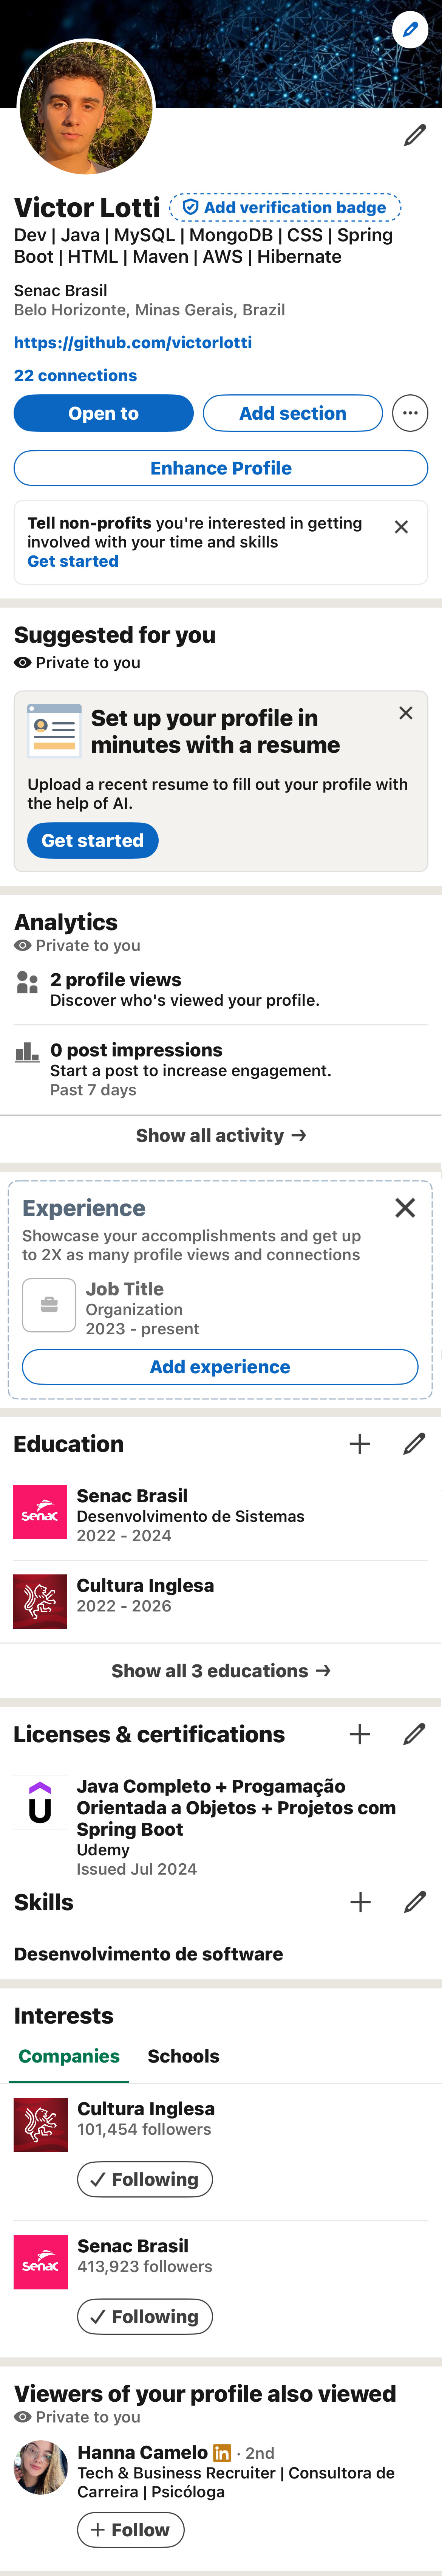 Victor Lotti
Add verification badge
Dev | Java | MySQL | MongoDB | CSS | Spring
Boot | HTML | Maven | AWS | Hibernate
Senac Brasil
Belo Horizonte, Minas Gerais, Brazil
https://github.com/victorlotti
22 connections
Open to
Add section
Enhance Profile
Tell non-profits you're interested in getting
involved with your time and skills
Get started
Suggested for you
Private to you
Set up your profile in
minutes with a resume
Upload a recent resume to fill out your profile with
the help of AI.
Get started
Analytics
Private to you
2 profile views
Discover who's viewed your profile.
0 post impressions
Start a post to increase engagement.
Past 7 days
Show all activity →
Experience
Showcase your accomplishments and get up
to 2X as many profile views and connections
Job Title
Organization
2023 - present
Add experience
Education
Senac
Senac Brasil
Desenvolvimento de Sistemas
2022 - 2024
Cultura Inglesa
2022 - 2026
Show all 3 educations →
Licenses & certifications
Java Completo + Progamação
Orientada a Objetos + Projetos com
Spring Boot
Udemy
Issued Jul 2024
Skills
Desenvolvimento de software
Interests
Companies
Schools
Cultura Inglesa
101,454 followers
Following
Senac
Senac Brasil
413,923 followers
Following
Viewers of your profile also viewed
Private to you
Hanna Camelo in · 2nd
Tech & Business Recruiter | Consultora de
Carreira | Psicóloga
+ Follow